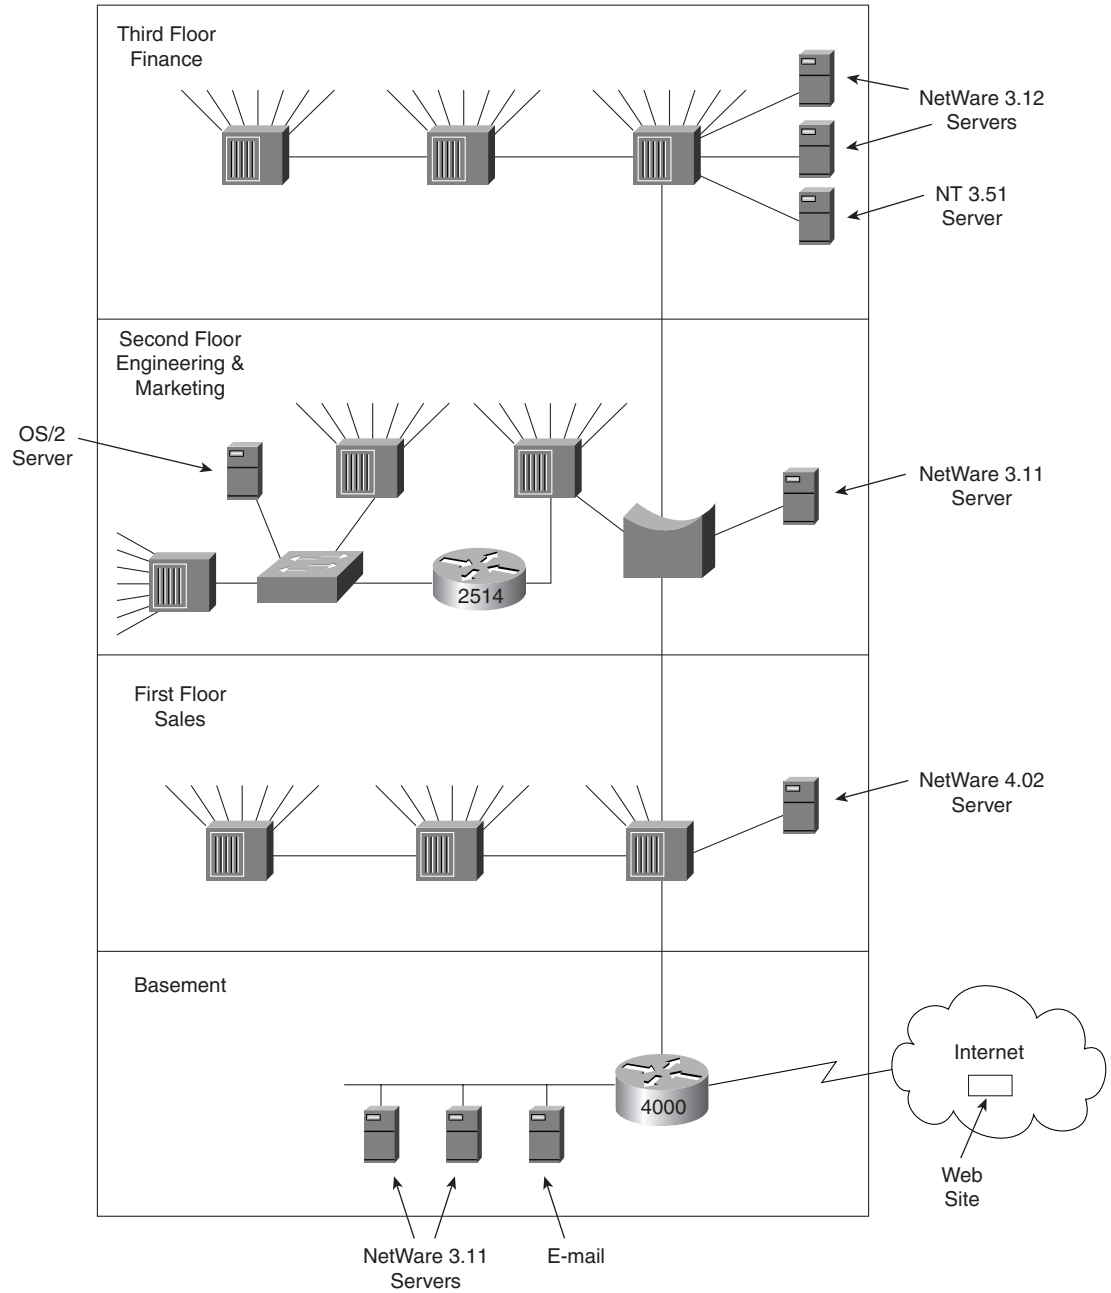 Third Floor
Finance
NetWare 3.12
Servers
NT 3.51
Server
Second Floor
Engineering &
Marketing
OS/2
Server
NetWare 3.11
Server
2514
First Floor
Sales
NetWare 4.02
Server
Basement
Internet
4000
Web
Site
NetWare 3.11
Servers
E-mail